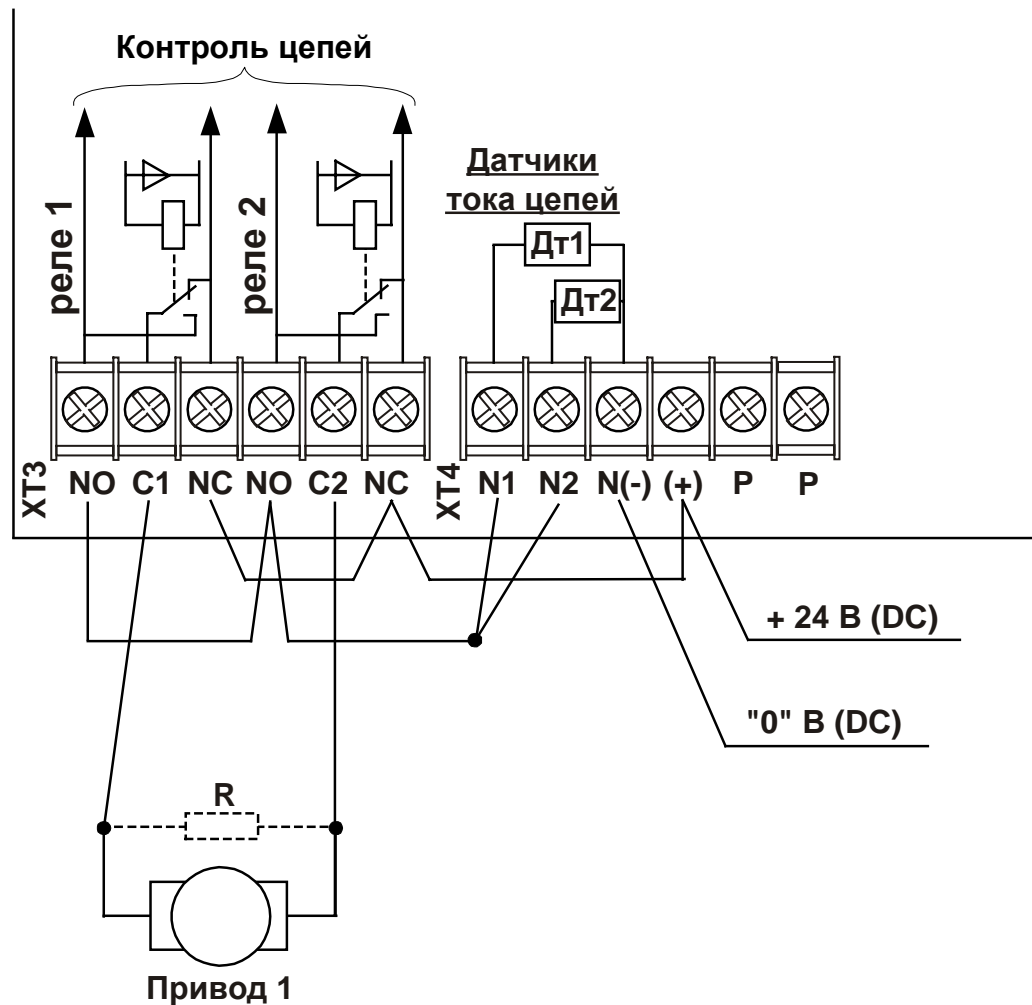 Контроль цепей
Датчики
тока цепей
реле 1
реле 2
Дт1
Дт2
XT3
NO C1 NC NO C2 NC
XT4
N1 N2 N(-) (+) P P
+ 24 В (DC)
"0" В (DC)
R
Привод 1